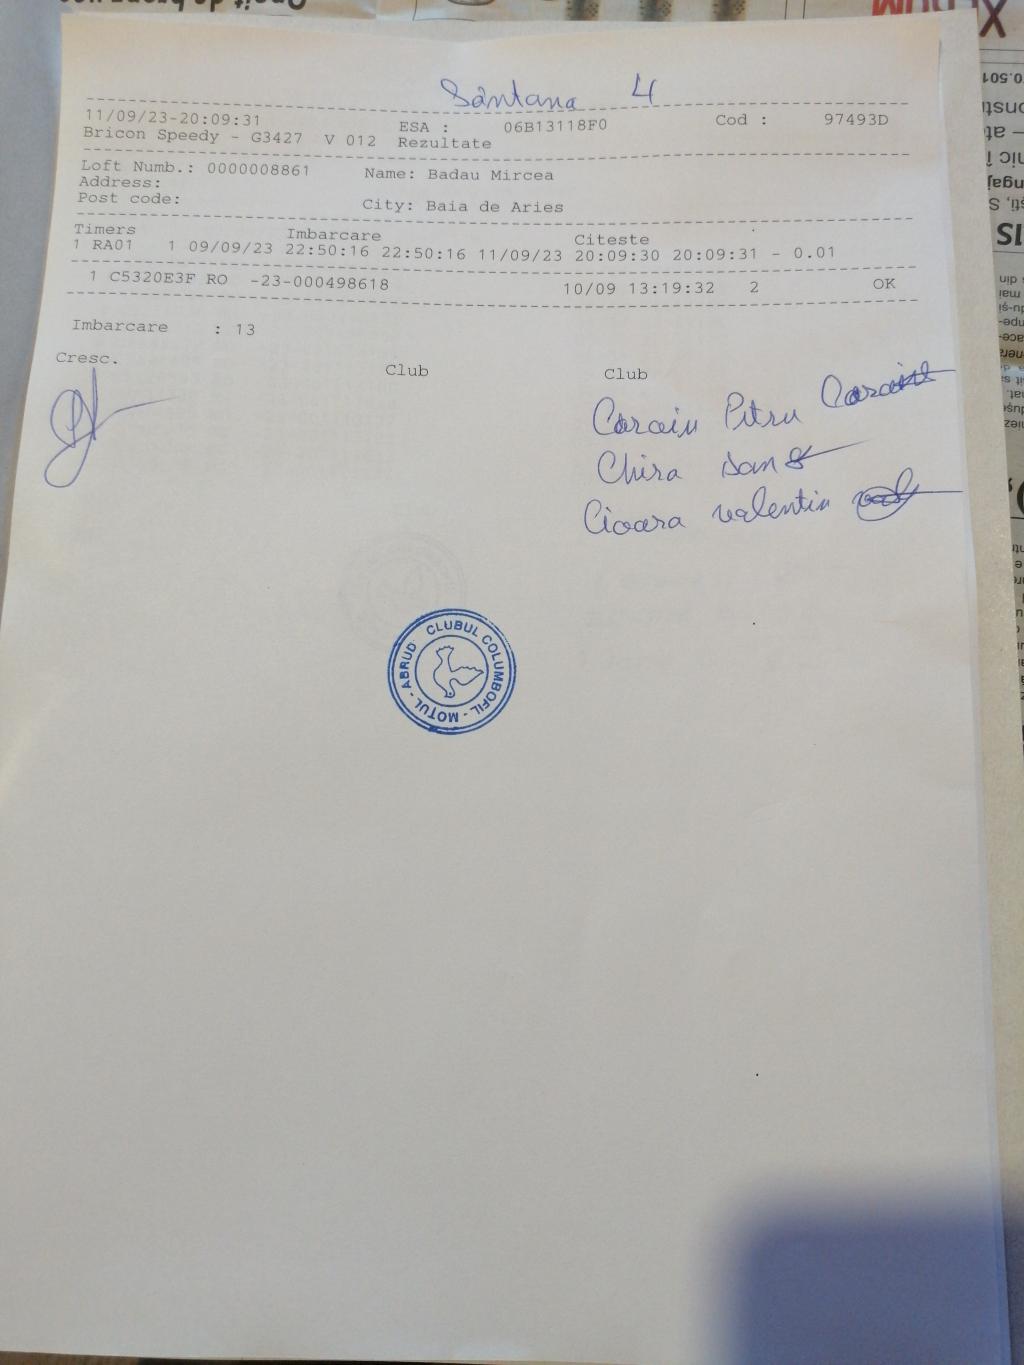 Sântana 4
11/09/23-20:09:31 ESA : 06B13118F0 Cod : 97493D
Bricon Speedy - G3427 V 012 Rezultate
Loft Numb.: 0000008861 Name: Badau Mircea
Address:
Post code: City: Baia de Aries
Timers Imbarcare Citeste
1 RA01 1 09/09/23 22:50:16 22:50:16 11/09/23 20:09:30 20:09:31 - 0.01
1 C5320E3F RO -23-000498618 10/09 13:19:32 2 OK
Imbarcare : 13
Cresc. Club Club
Petru
Chira Dan
Cioara valentin
CLUBUL COLUMBOFIL - MOȚUL - ABRUD